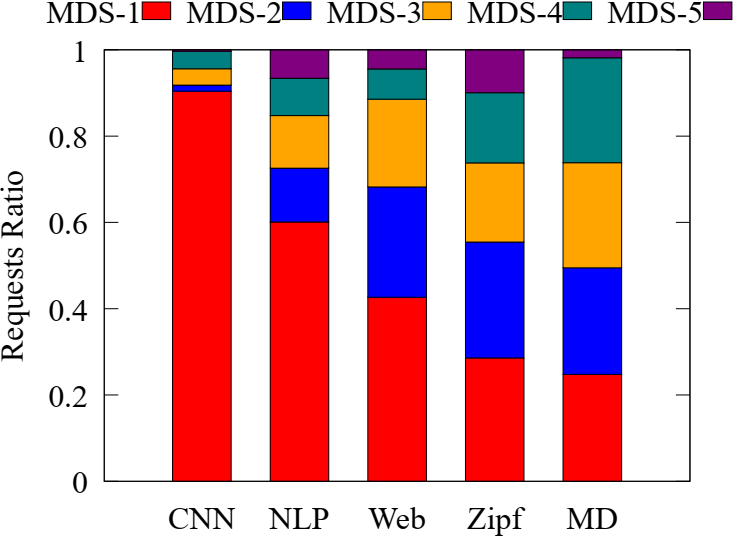 MDS-1 MDS-2 MDS-3 MDS-4 MDS-5
1
0.8
0.6
0.4
0.2
0
Requests Ratio
CNN NLP Web Zipf MD